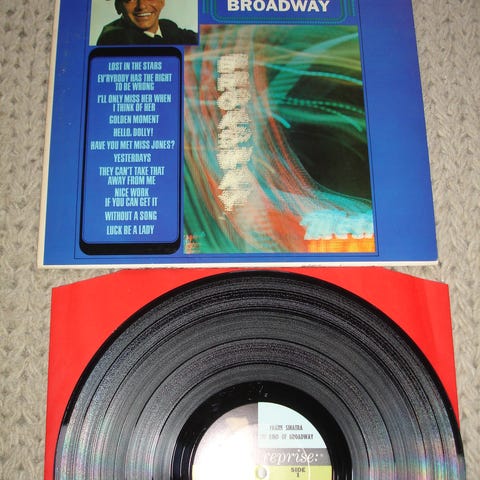 BROADWAY
LOST IN THE STARS
EV'RYBODY HAS THE RIGHT
TO BE WRONG
I'LL ONLY MISS HER WHEN
I THINK OF HER
GOLDEN MOMENT
HELLO, DOLLY!
HAVE YOU MET MISS JONES?
YESTERDAYS
THEY CAN'T TAKE THAT
AWAY FROM ME
NICE WORK
IF YOU CAN GET IT
WITHOUT A SONG
LUCK BE A LADY
BROADWAY
FRANK SINATRA
KIND OF BROADWAY
reprise:
SIDE
1